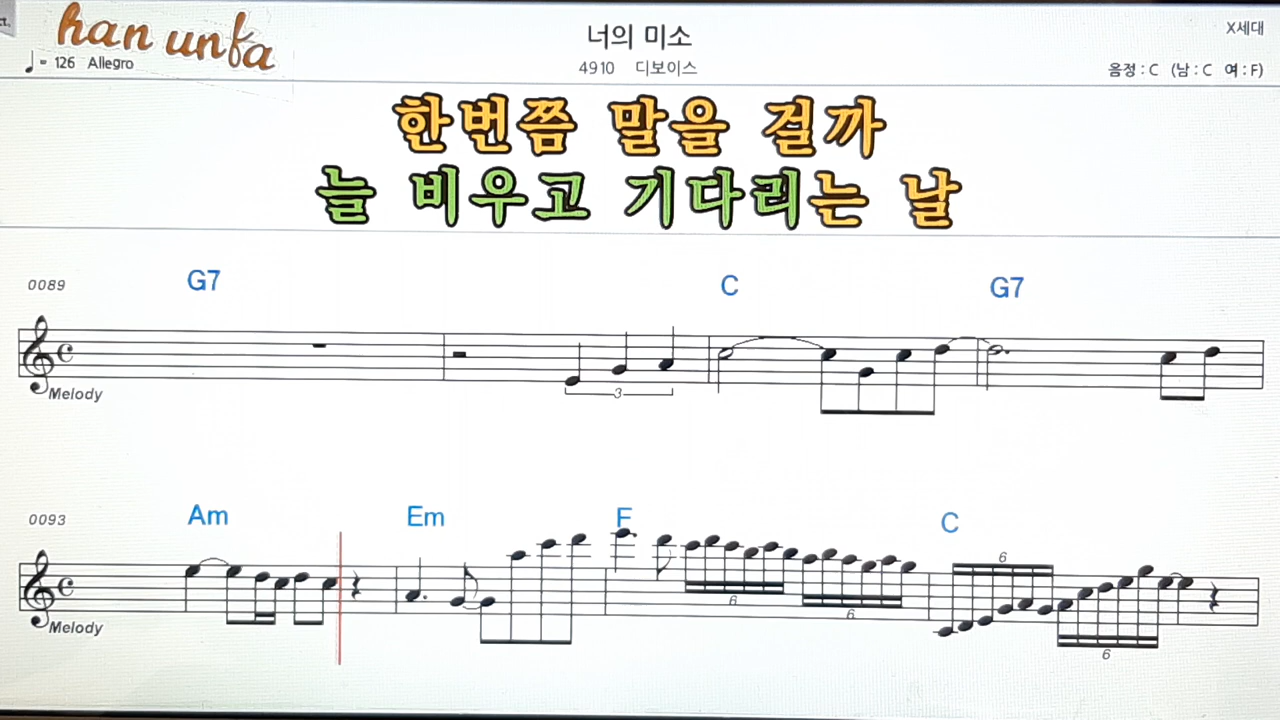 ct.
han unfa
♩= 126 Allegro
너의 미소
4910 디보이스
X세대
음정 : C (남 : C 여 : F)
한번쯤 말을 걸까
늘 비우고 기다리는 날
0089 G7 C G7
Melody
3
0093 Am Em F C
6
Melody
6 6
6